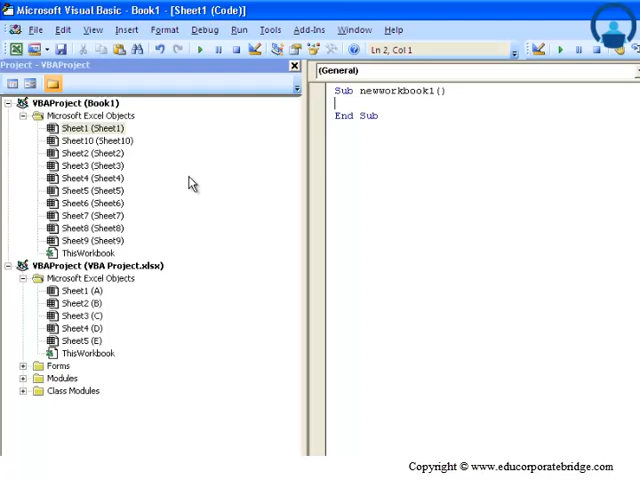 Microsoft Visual Basic - Book1 - [Sheet1 (Code)]
File Edit View Insert Format Debug Run Tools Add-Ins Window Help
Ln 2, Col 1
Project - VBAProject
(General)
VBAProject (Book1)
Microsoft Excel Objects
Sheet1 (Sheet1)
Sheet10 (Sheet10)
Sheet2 (Sheet2)
Sheet3 (Sheet3)
Sheet4 (Sheet4)
Sheet5 (Sheet5)
Sheet6 (Sheet6)
Sheet7 (Sheet7)
Sheet8 (Sheet8)
Sheet9 (Sheet9)
ThisWorkbook
VBAProject (VBA Project.xlsx)
Microsoft Excel Objects
Sheet1 (A)
Sheet2 (B)
Sheet3 (C)
Sheet4 (D)
Sheet5 (E)
ThisWorkbook
Forms
Modules
Class Modules
Sub newworkbook1()
End Sub
Copyright © www.educorporatebridge.com